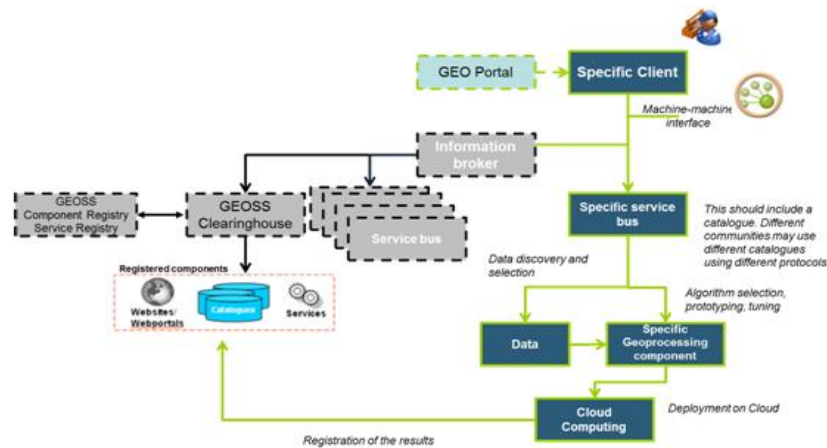 GEO Portal
Specific Client
Machine-machine
interface
Information
broker
GEOSS
Component Registry
Service Registry
GEOSS
Clearinghouse
Service bus
Specific service
bus
This should include a
catalogue. Different
communities may use
different catalogues
using different protocols
Registered components
Websites/
Webportals
Catalogues
Services
Data discovery and
selection
Algorithm selection,
prototyping, tuning
Data
Specific
Geoprocessing
component
Cloud
Computing
Deployment on Cloud
Registration of the results